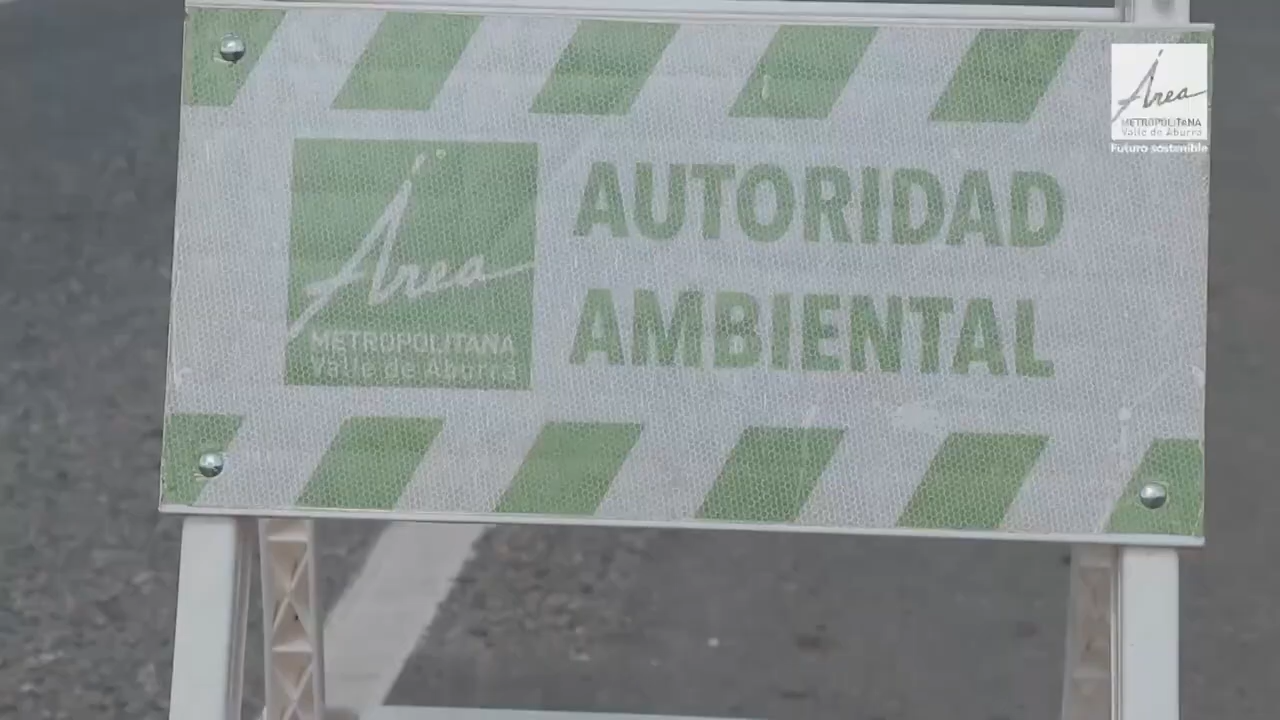 AUTORIDAD
AMBIENTAL
Área
METROPOLITANA
Valle de Aburrá
Área
METROPOLITANA
Valle de Aburrá
Futuro sostenible